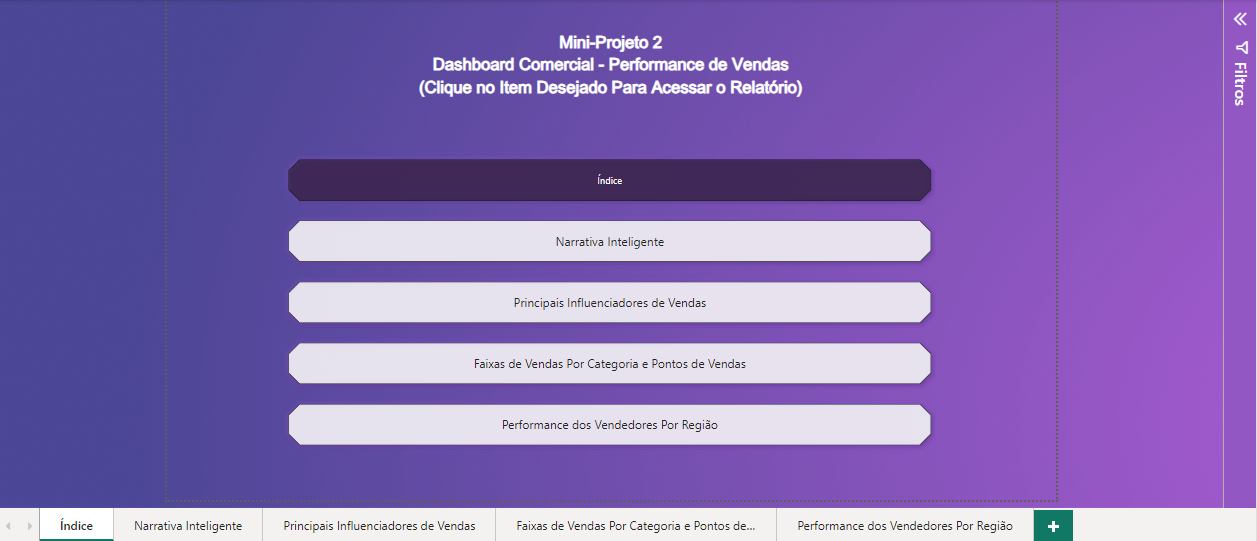 Mini-Projeto 2
Dashboard Comercial - Performance de Vendas
(Clique no Item Desejado Para Acessar o Relatório)
Filtros
Índice
Narrativa Inteligente
Principais Influenciadores de Vendas
Faixas de Vendas Por Categoria e Pontos de Vendas
Performance dos Vendedores Por Região
Índice
Narrativa Inteligente
Principais Influenciadores de Vendas
Faixas de Vendas Por Categoria e Pontos de...
Performance dos Vendedores Por Região